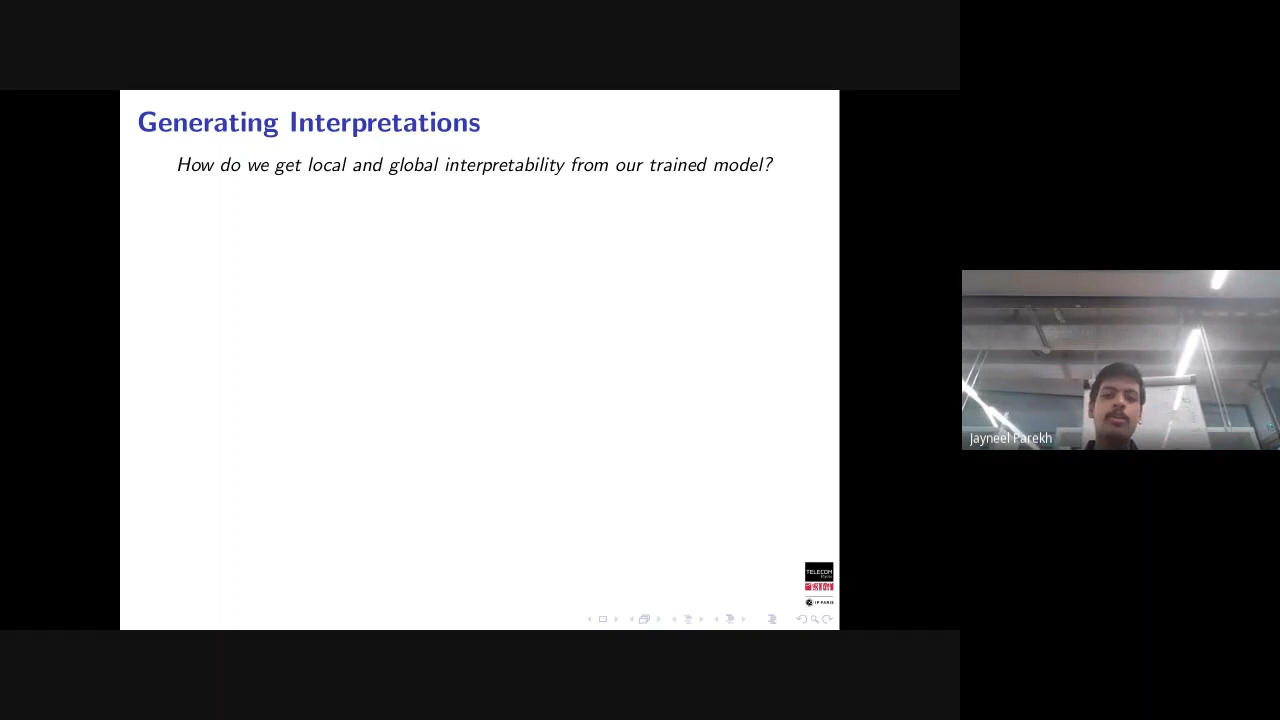 Generating Interpretations
How do we get local and global interpretability from our trained model?
Jayneel Parekh
TELECOM
Paris
IP PARIS